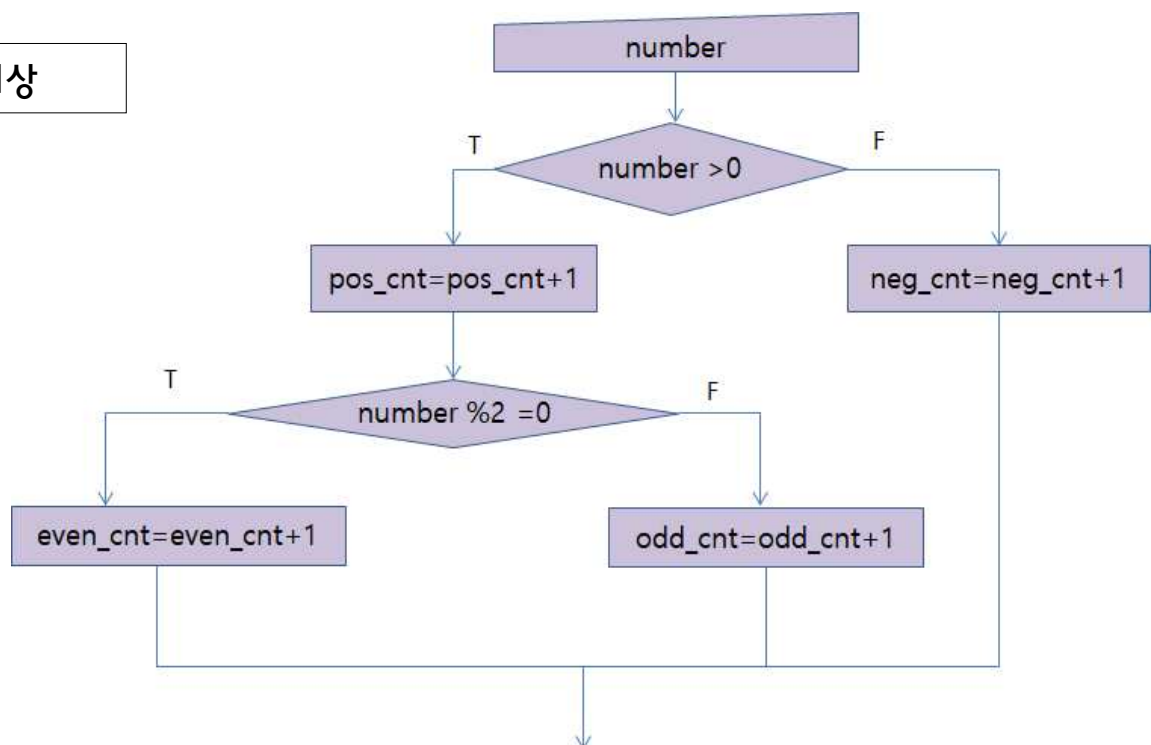 상
number
T
F
number >0
pos_cnt=pos_cnt+1
neg_cnt=neg_cnt+1
T
F
number %2 =0
even_cnt=even_cnt+1
odd_cnt=odd_cnt+1